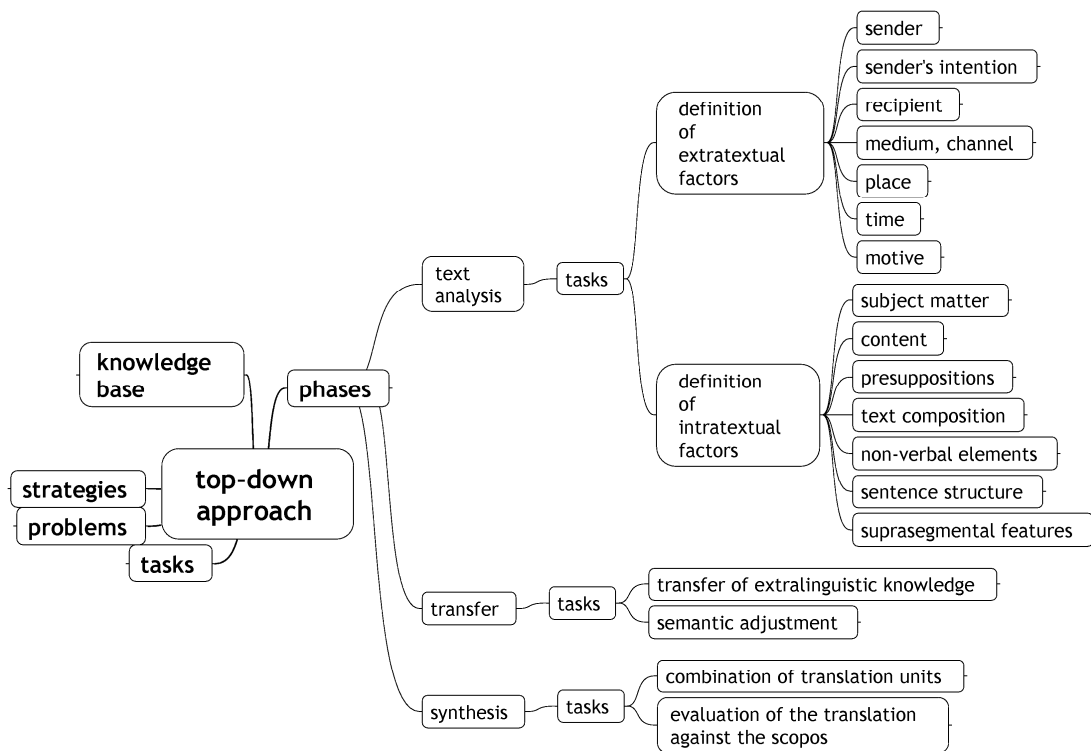 sender
sender's intention
recipient
medium, channel
place
time
motive
definition
of
extratextual
factors
text
analysis
tasks
subject matter
content
presuppositions
text composition
non-verbal elements
sentence structure
suprasegmental features
definition
of
intratextual
factors
knowledge
base
phases
top-down
approach
strategies
problems
tasks
transfer
tasks
transfer of extralinguistic knowledge
semantic adjustment
synthesis
tasks
combination of translation units
evaluation of the translation
against the scopos